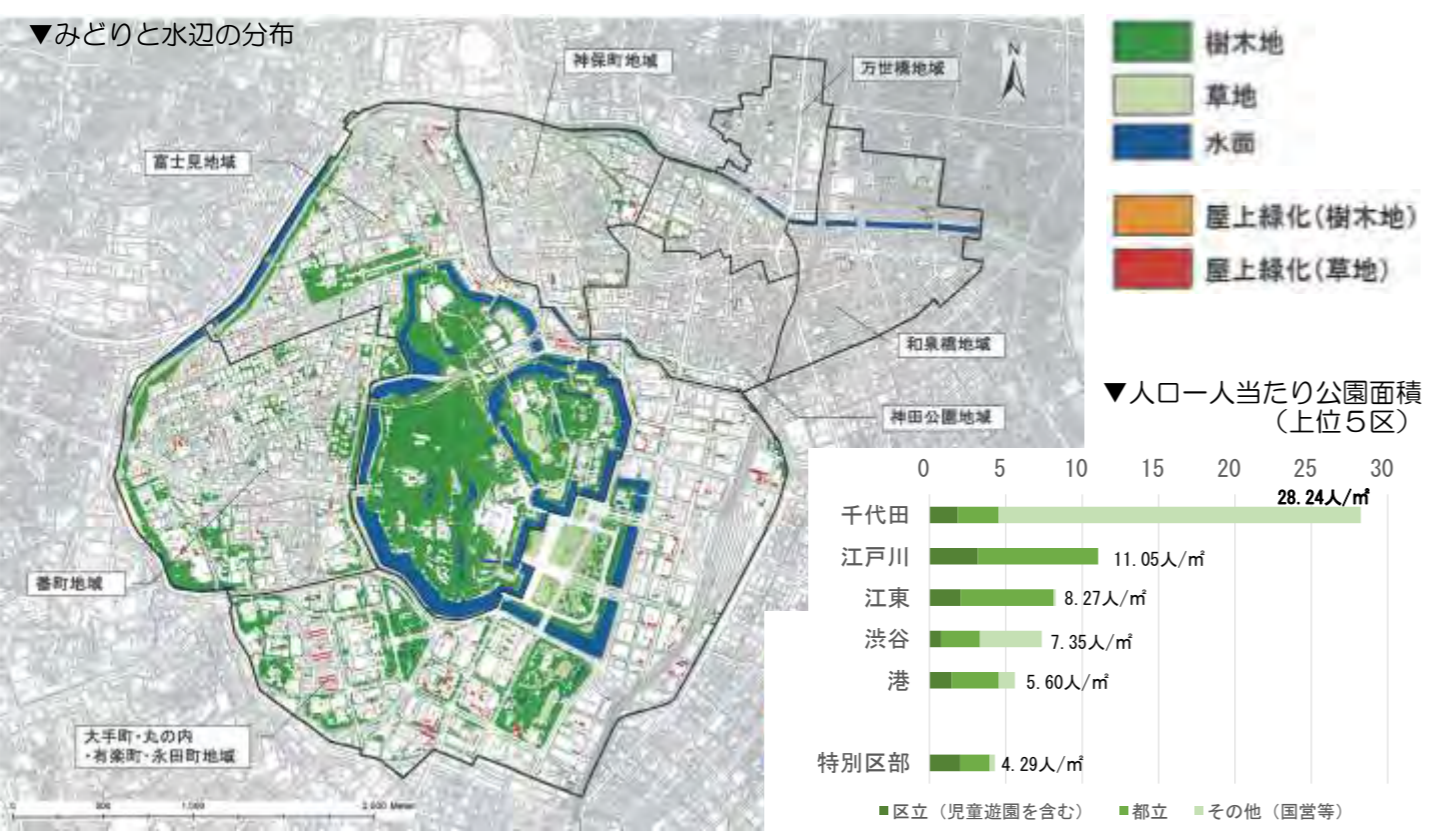 ▼みどりと水辺の分布
神保町地域
万世橋地域
N
富士見地域
和泉橋地域
神田公園地域
番町地域
大手町・丸の内
・有楽町・永田町地域
0 500 1,000 2,000 Meter
樹木地
草地
水面
屋上緑化(樹木地)
屋上緑化(草地)
▼人口一人当たり公園面積
（上位５区）
0 5 10 15 20 25 30
千代田 28.24人/㎡
江戸川 11.05人/㎡
江東 8.27人/㎡
渋谷 7.35人/㎡
港 5.60人/㎡
特別区部 4.29人/㎡
■区立（児童遊園を含む） ■都立 ■その他（国営等）